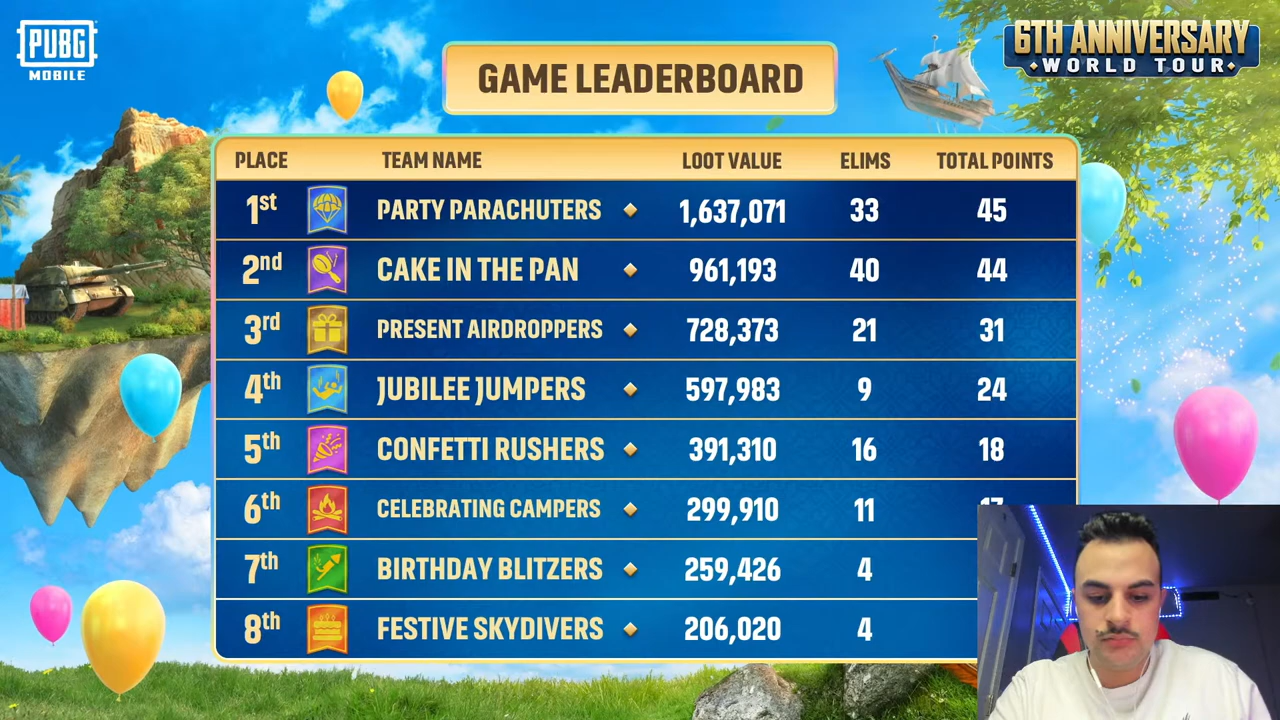 PUBG
MOBILE
6TH ANNIVERSARY
WORLD TOUR
GAME LEADERBOARD
PLACE TEAM NAME LOOT VALUE ELIMS TOTAL POINTS
1st PARTY PARACHUTERS 1,637,071 33 45
2nd CAKE IN THE PAN 961,193 40 44
3rd PRESENT AIRDROPPERS 728,373 21 31
4th JUBILEE JUMPERS 597,983 9 24
5th CONFETTI RUSHERS 391,310 16 18
6th CELEBRATING CAMPERS 299,910 11
7th BIRTHDAY BLITZERS 259,426 4
8th FESTIVE SKYDIVERS 206,020 4